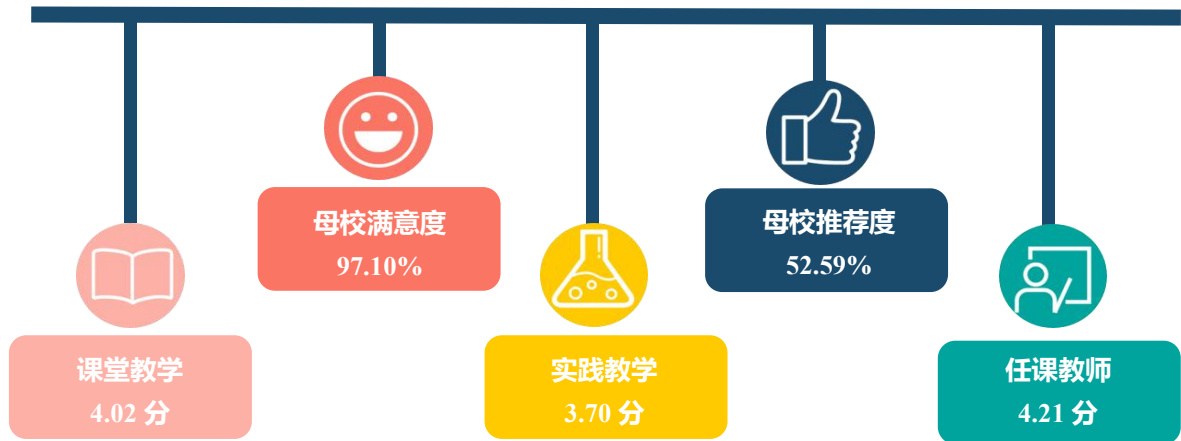 母校满意度
97.10%
母校推荐度
52.59%
课堂教学
4.02 分
实践教学
3.70 分
任课教师
4.21 分